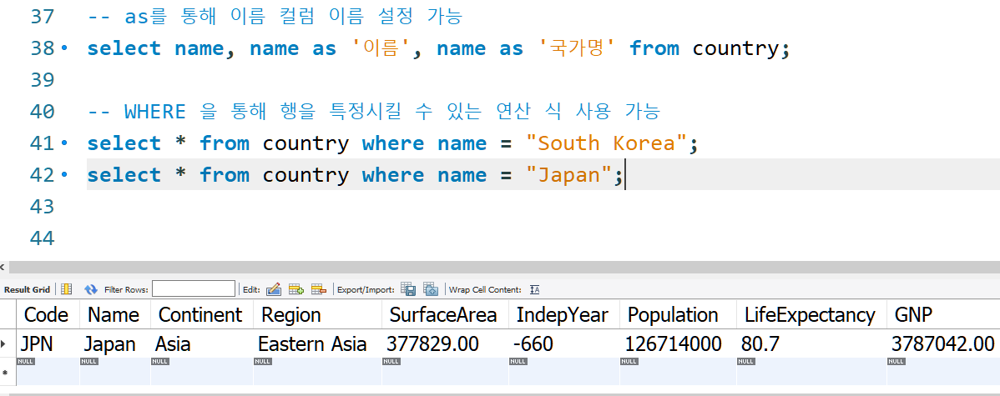 37 -- as를 통해 이름 컬럼 이름 설정 가능
38 select name, name as '이름', name as '국가명' from country;
39
40 -- WHERE 을 통해 행을 특정시킬 수 있는 연산 식 사용 가능
41 select * from country where name = "South Korea";
42 select * from country where name = "Japan";
43
44
Result Grid Filter Rows: Edit: Export/Import: Wrap Cell Content:
Code Name Continent Region SurfaceArea IndepYear Population LifeExpectancy GNP
JPN Japan Asia Eastern Asia 377829.00 -660 126714000 80.7 3787042.00
NULL NULL NULL NULL NULL NULL NULL NULL NULL